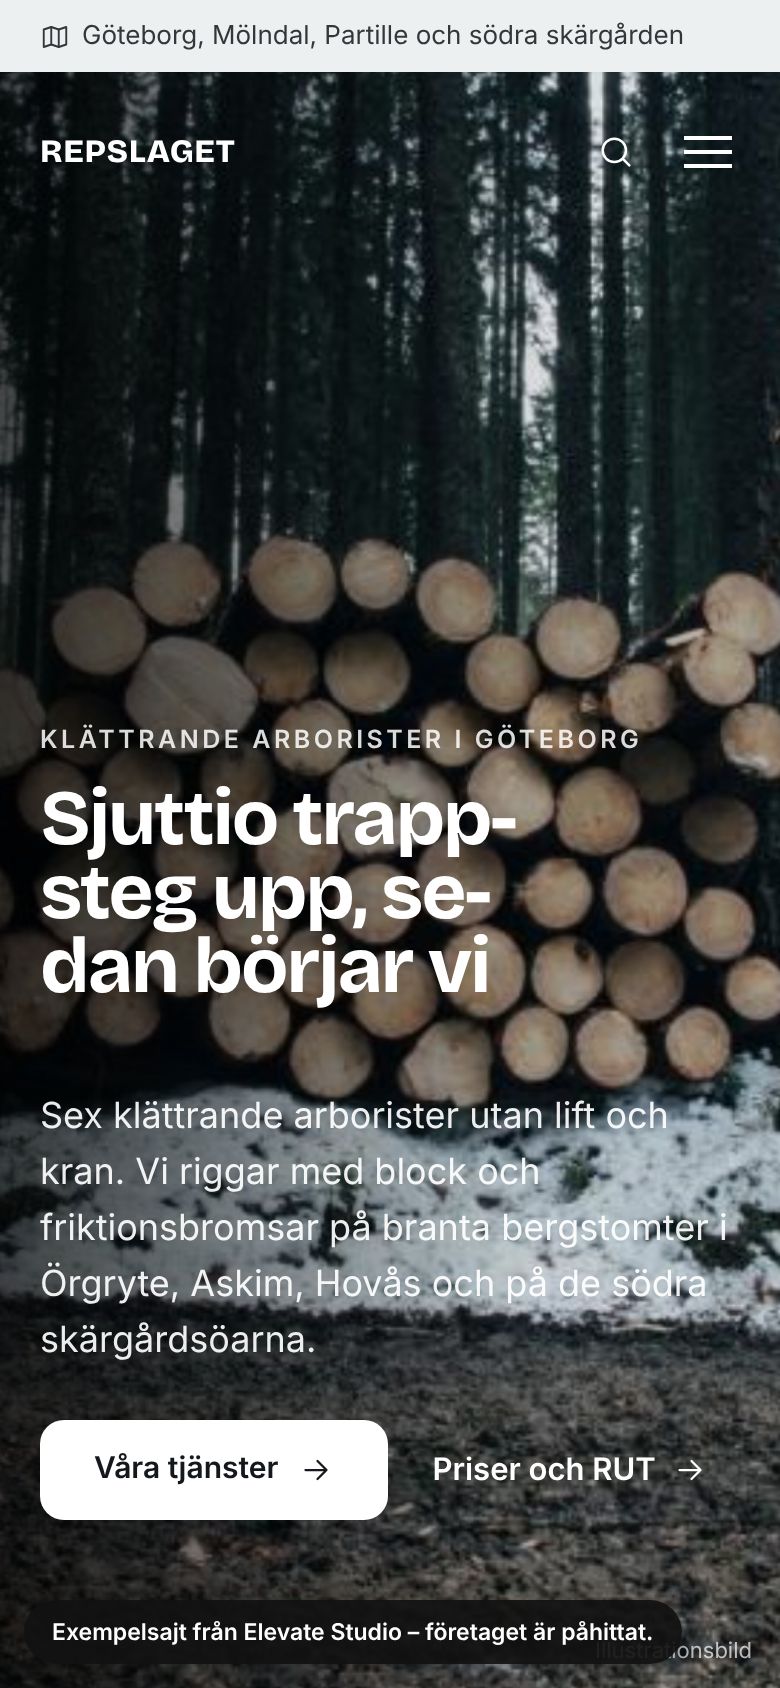 Göteborg, Mölndal, Partille och södra skärgården
REPSLAGET
KLÄTTRANDE ARBORISTER I GÖTEBORG
Sjuttio trapp-
steg upp, se-
dan börjar vi
Sex klättrande arborister utan lift och
kran. Vi riggar med block och
friktionsbromsar på branta bergstomter i
Örgryte, Askim, Hovås och på de södra
skärgårdsöarna.
Våra tjänster
Priser och RUT
Exempelsajt från Elevate Studio – företaget är påhittat.
Illustrationsbild